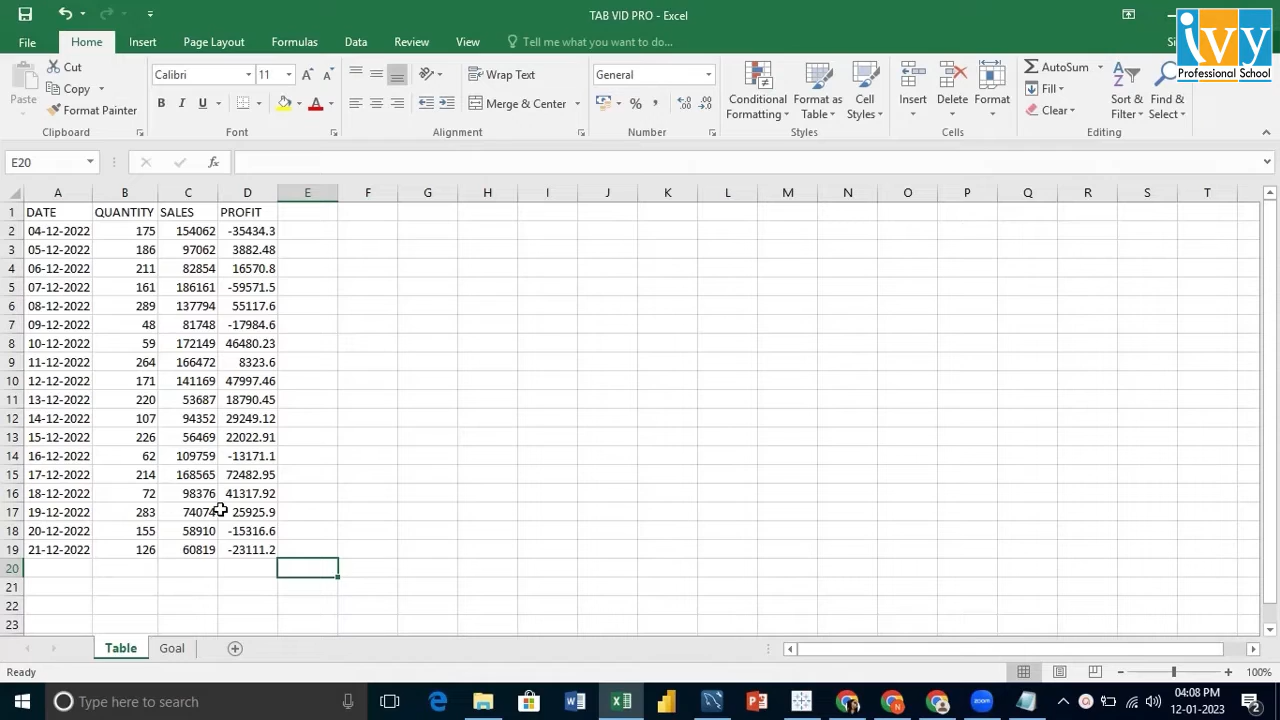 TAB VID PRO - Excel
ivy
Professional School
File Home Insert Page Layout Formulas Data Review View Tell me what you want to do...
Paste
Cut
Copy
Format Painter
Clipboard
Calibri 11
B I U
Font
Wrap Text
Merge & Center
Alignment
General
%
Number
Conditional Formatting
Format as Table
Cell Styles
Styles
Insert Delete Format
Cells
AutoSum
Fill
Clear
Sort & Filter
Find & Select
Editing
E20 fx
A B C D E F G H I J K L M N O P Q R S T
1 DATE QUANTITY SALES PROFIT
2 04-12-2022 175 154062 -35434.3
3 05-12-2022 186 97062 3882.48
4 06-12-2022 211 82854 16570.8
5 07-12-2022 161 186161 -59571.5
6 08-12-2022 289 137794 55117.6
7 09-12-2022 48 81748 -17984.6
8 10-12-2022 59 172149 46480.23
9 11-12-2022 264 166472 8323.6
10 12-12-2022 171 141169 47997.46
11 13-12-2022 220 53687 18790.45
12 14-12-2022 107 94352 29249.12
13 15-12-2022 226 56469 22022.91
14 16-12-2022 62 109759 -13171.1
15 17-12-2022 214 168565 72482.95
16 18-12-2022 72 98376 41317.92
17 19-12-2022 283 74074 25925.9
18 20-12-2022 155 58910 -15316.6
19 21-12-2022 126 60819 -23111.2
20
21
22
23
Table Goal
Ready 100%
Type here to search
04:08 PM
12-01-2023
2